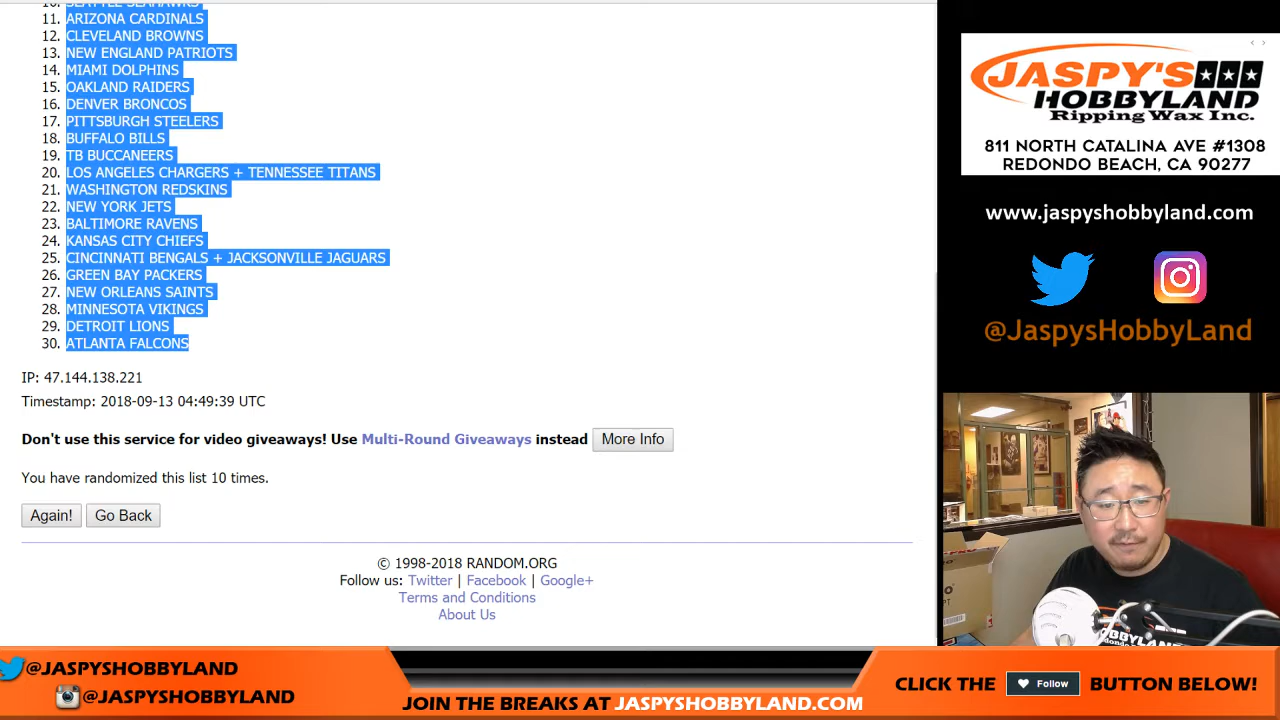 10. SEATTLE SEAHAWKS
11. ARIZONA CARDINALS
12. CLEVELAND BROWNS
13. NEW ENGLAND PATRIOTS
14. MIAMI DOLPHINS
15. OAKLAND RAIDERS
16. DENVER BRONCOS
17. PITTSBURGH STEELERS
18. BUFFALO BILLS
19. TB BUCCANEERS
20. LOS ANGELES CHARGERS + TENNESSEE TITANS
21. WASHINGTON REDSKINS
22. NEW YORK JETS
23. BALTIMORE RAVENS
24. KANSAS CITY CHIEFS
25. CINCINNATI BENGALS + JACKSONVILLE JAGUARS
26. GREEN BAY PACKERS
27. NEW ORLEANS SAINTS
28. MINNESOTA VIKINGS
29. DETROIT LIONS
30. ATLANTA FALCONS
IP: 47.144.138.221
Timestamp: 2018-09-13 04:49:39 UTC
Don't use this service for video giveaways! Use Multi-Round Giveaways instead More Info
You have randomized this list 10 times.
Again! Go Back
© 1998-2018 RANDOM.ORG
Follow us: Twitter | Facebook | Google+
Terms and Conditions
About Us
JASPY'S
HOBBYLAND
Ripping Wax Inc.
811 NORTH CATALINA AVE #1308
REDONDO BEACH, CA 90277
www.jaspyshobbyland.com
@JaspysHobbyLand
@JASPYSHOBBYLAND
@JASPYSHOBBYLAND
JOIN THE BREAKS AT JASPYSHOBBYLAND.COM
CLICK THE Follow BUTTON BELOW!